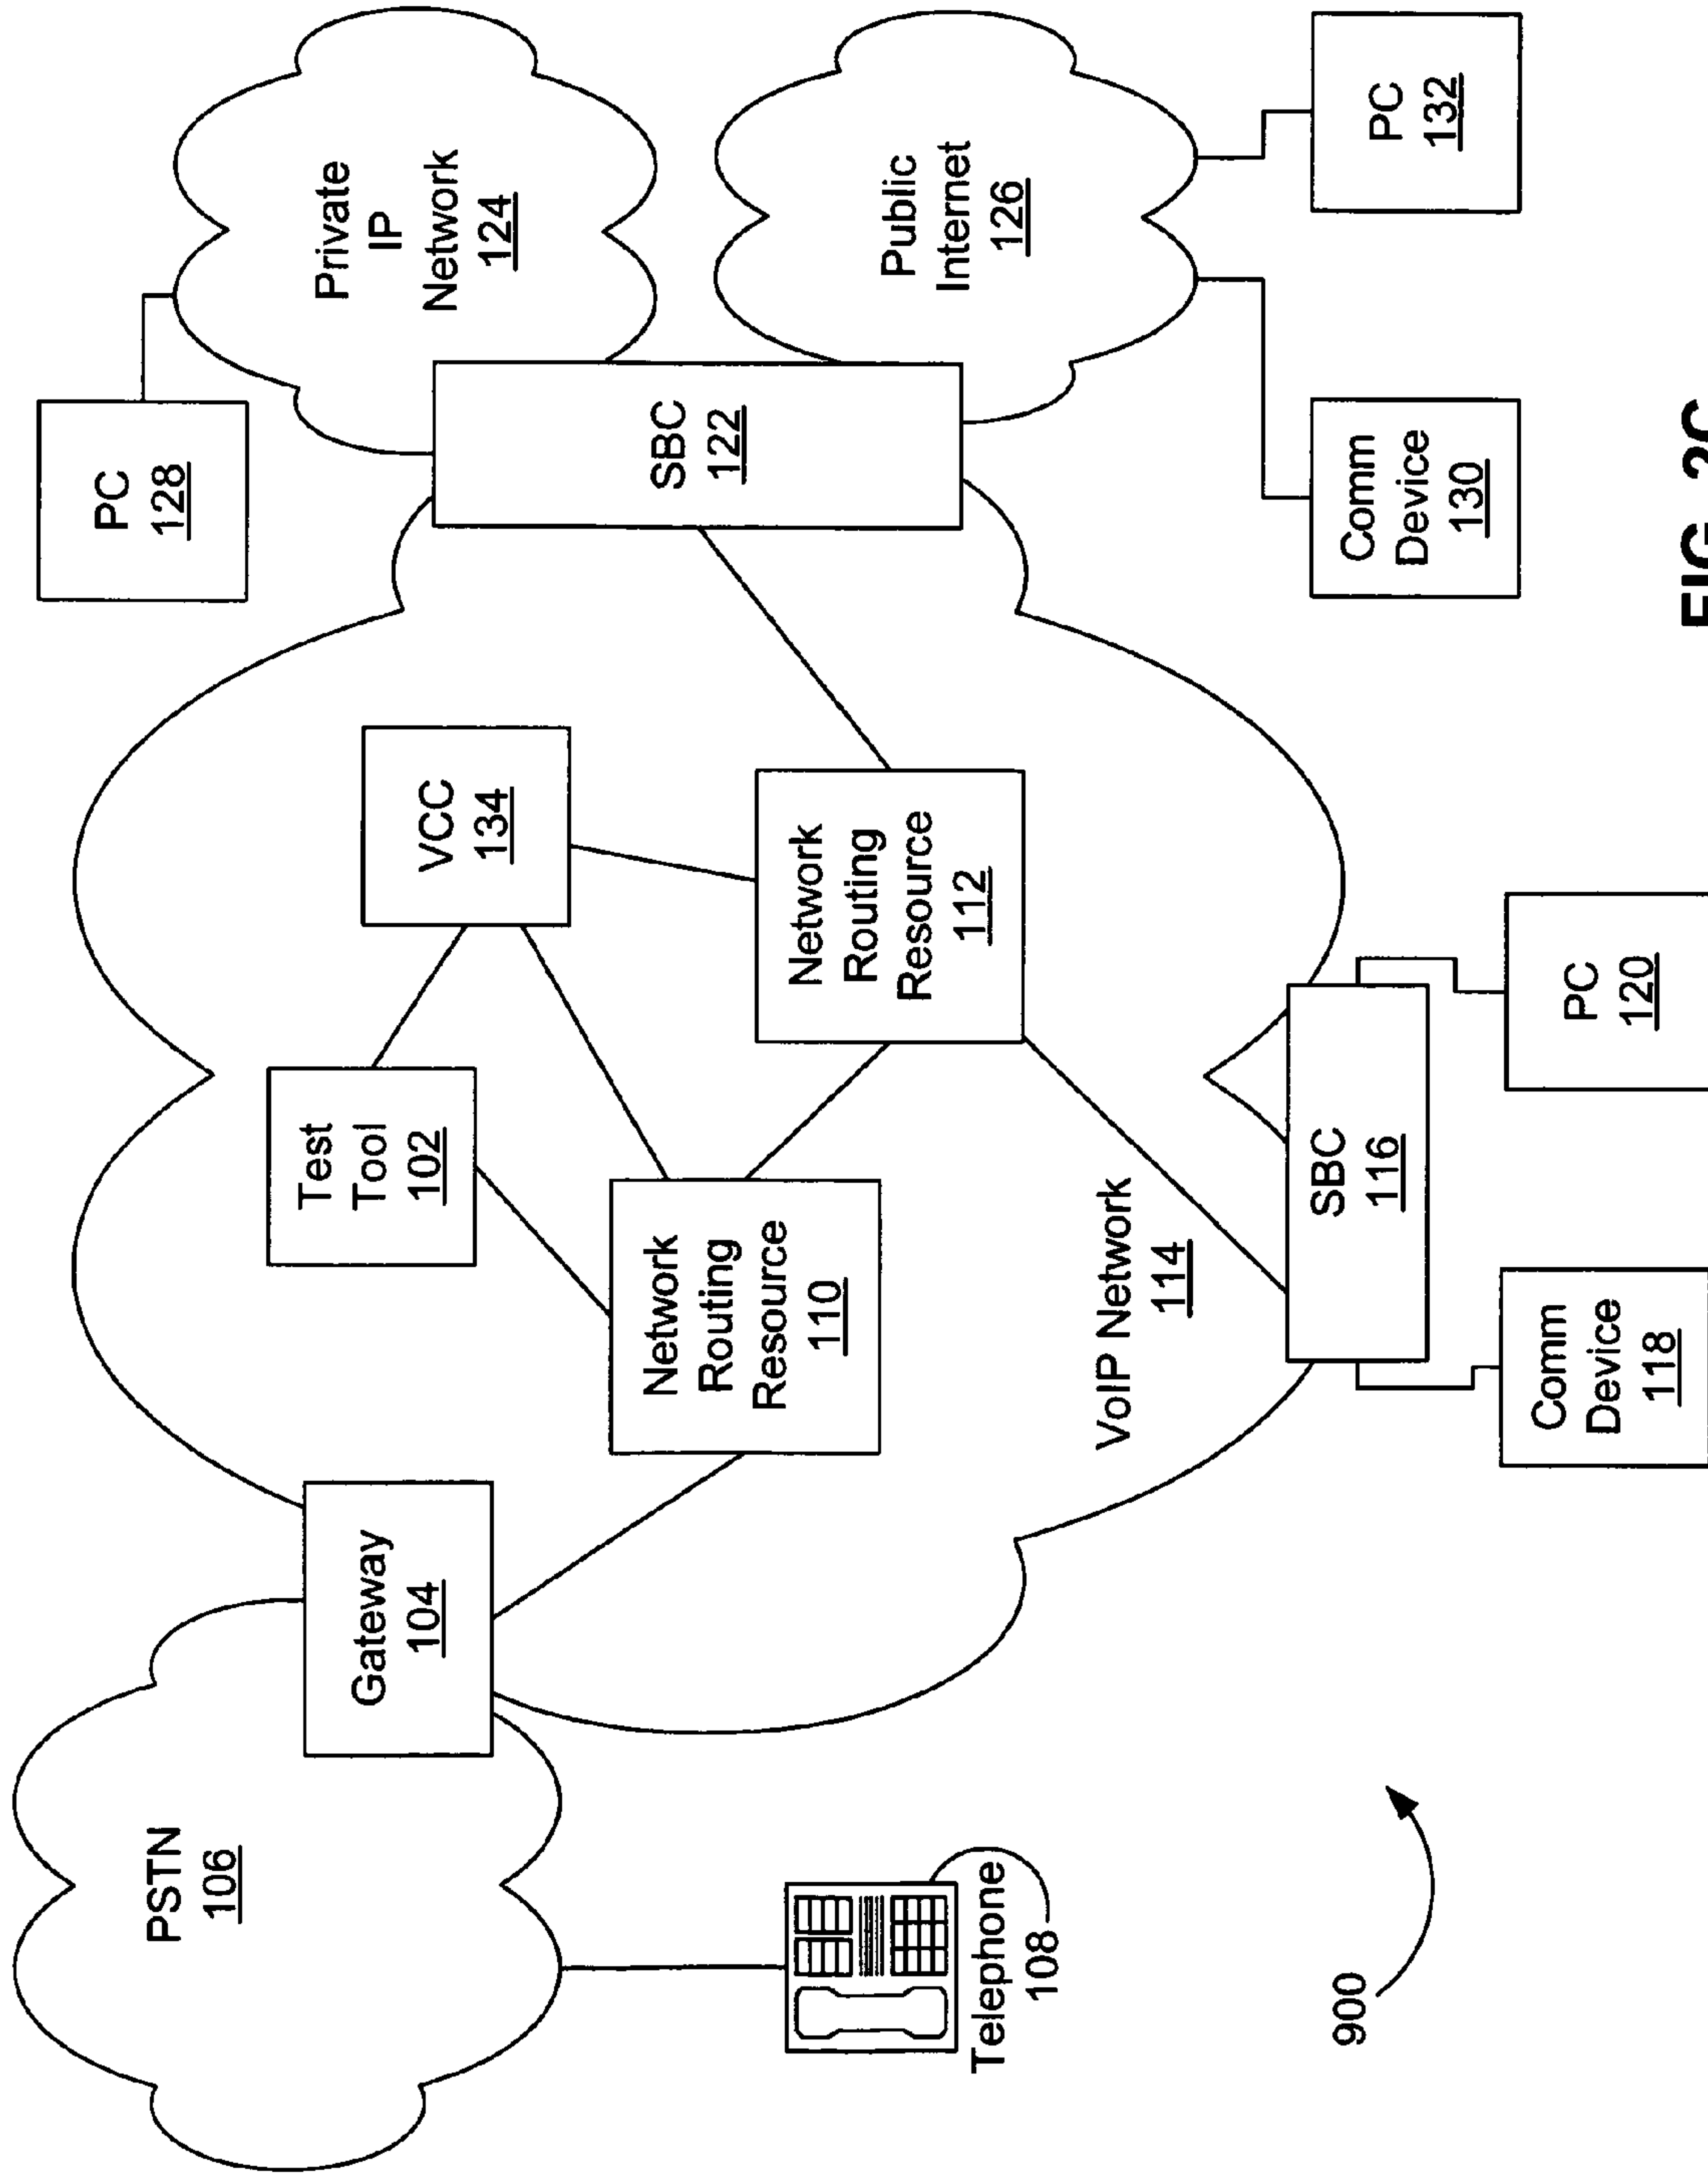 PSTN
106
Gateway
104
Test
Tool
102
VCC
134
PC
128
Private
IP
Network
124
Network
Routing
Resource
110
Network
Routing
Resource
112
SBC
122
Public
Internet
126
Telephone
108
VoIP Network
114
SBC
116
Comm
Device
118
PC
120
Comm
Device
130
PC
132
900
FIG.